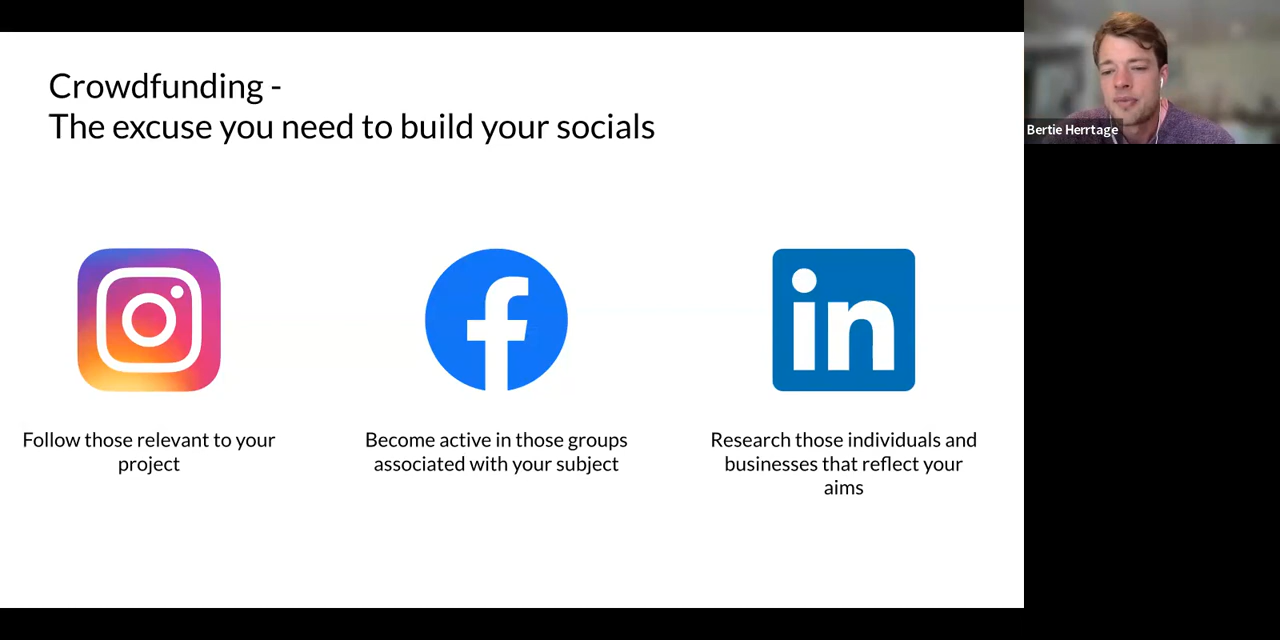 Crowdfunding -
The excuse you need to build your socials
Bertie Herrtage
in
Follow those relevant to your
project
Become active in those groups
associated with your subject
Research those individuals and
businesses that reflect your
aims